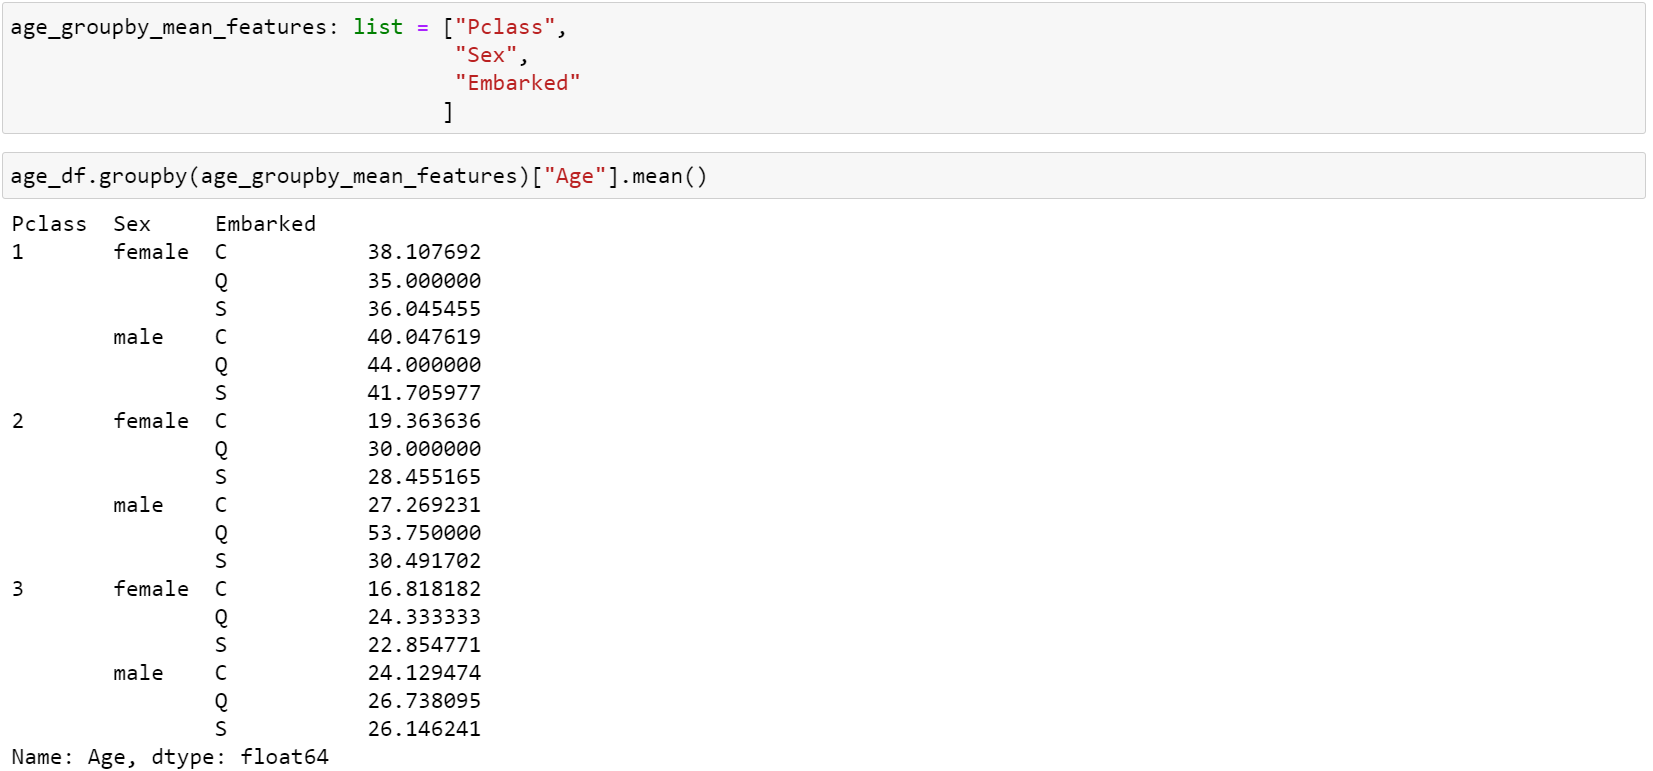 age_groupby_mean_features: list = ["Pclass",
"Sex",
"Embarked"
]
age_df.groupby(age_groupby_mean_features)["Age"].mean()
Pclass  Sex     Embarked
1       female  C           38.107692
                Q           35.000000
                S           36.045455
        male    C           40.047619
                Q           44.000000
                S           41.705977
2       female  C           19.363636
                Q           30.000000
                S           28.455165
        male    C           27.269231
                Q           53.750000
                S           30.491702
3       female  C           16.818182
                Q           24.333333
                S           22.854771
        male    C           24.129474
                Q           26.738095
                S           26.146241
Name: Age, dtype: float64